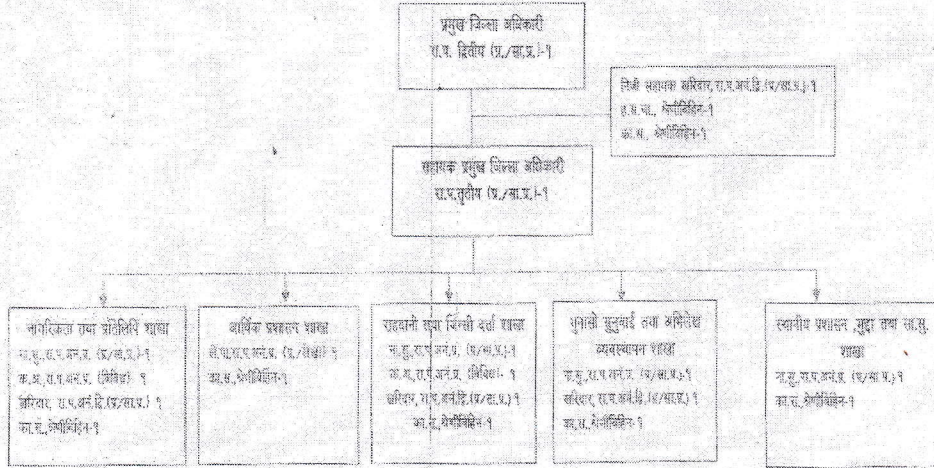 प्रमुख जिल्ला अधिकारी
रा.प. द्वितीय (प्र./सा.प्र.)-१
निजी सहायक खरिदार, रा.प.अनं.द्वि.(प्र/सा.प्र.)-१
ह.स.चा., श्रेणीविहिन-१
का.स., श्रेणीविहिन-१
सहायक प्रमुख जिल्ला अधिकारी
रा.प.तृतीय (प्र./सा.प्र.)-१
नागरिकता तथा प्रतिलिपि शाखा
ना.सु.,रा.प.अनं.प्र. (प्र/सा.प्र.)-१
क.अ.,रा.प.अनं.प्र. (विविध)- १
खरिदार, रा.प.अनं.द्वि.(प्र/सा.प्र.) १
का.स.,श्रेणीविहिन-१
आर्थिक प्रशासन शाखा
ले.पा.,रा.प.अनं.प्र. (प्र/लेखा) १
का.स.,श्रेणीविहिन-१
राहदानी तथा जिन्सी दर्ता शाखा
ना.सु.,रा.प.अनं.प्र. (प्र/सा.प्र.)-१
क.अ.,रा.प.अनं.प्र. (विविध)- १
खरिदार, रा.प.अनं.द्वि.(प्र/सा.प्र.) १
का.स.,श्रेणीविहिन-१
गुनासो सुनुवाई तथा अभिलेख
व्यवस्थापन शाखा
ना.सु.,रा.प.अनं.प्र. (प्र/सा.प्र.)-१
खरिदार, रा.प.अनं.द्वि.(प्र/सा.प्र.) १
का.स.,श्रेणीविहिन-१
स्थानीय प्रशासन ,मुद्दा तथा ला.सु.
शाखा
ना.सु.,रा.प.अनं.प्र. (प्र/सा.प्र.) १
का.स.,श्रेणीविहिन-१